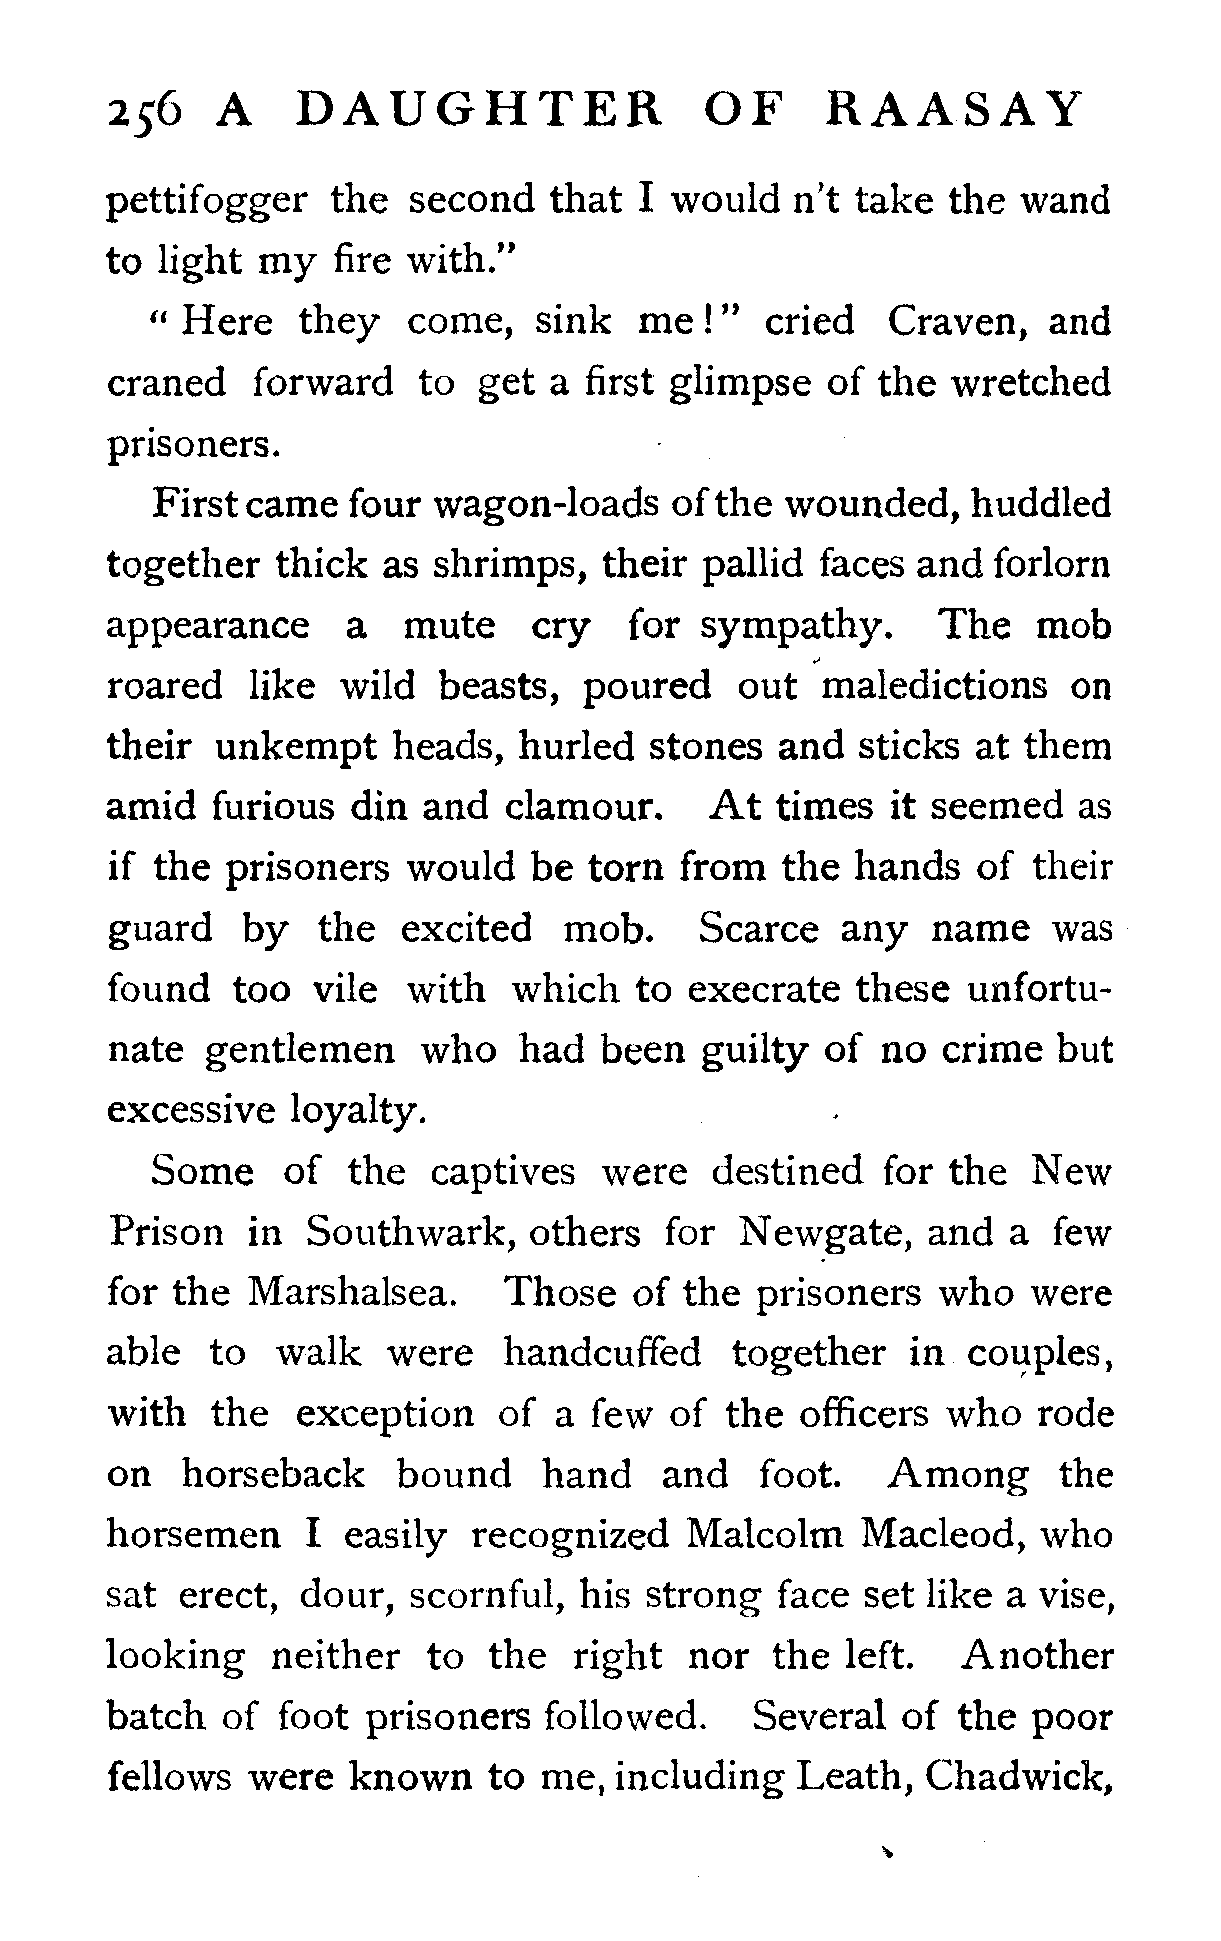 256 A DAUGHTER OF RAASAY
pettifogger the second that I would n't take the wand
to light my fire with."
" Here they come, sink me!" cried Craven, and
craned forward to get a first glimpse of the wretched
prisoners.
First came four wagon-loads of the wounded, huddled
together thick as shrimps, their pallid faces and forlorn
appearance a mute cry for sympathy. The mob
roared like wild beasts, poured out maledictions on
their unkempt heads, hurled stones and sticks at them
amid furious din and clamour. At times it seemed as
if the prisoners would be torn from the hands of their
guard by the excited mob. Scarce any name was
found too vile with which to execrate these unfortu-
nate gentlemen who had been guilty of no crime but
excessive loyalty.
Some of the captives were destined for the New
Prison in Southwark, others for Newgate, and a few
for the Marshalsea. Those of the prisoners who were
able to walk were handcuffed together in couples,
with the exception of a few of the officers who rode
on horseback bound hand and foot. Among the
horsemen I easily recognized Malcolm Macleod, who
sat erect, dour, scornful, his strong face set like a vise,
looking neither to the right nor the left. Another
batch of foot prisoners followed. Several of the poor
fellows were known to me, including Leath, Chadwick,